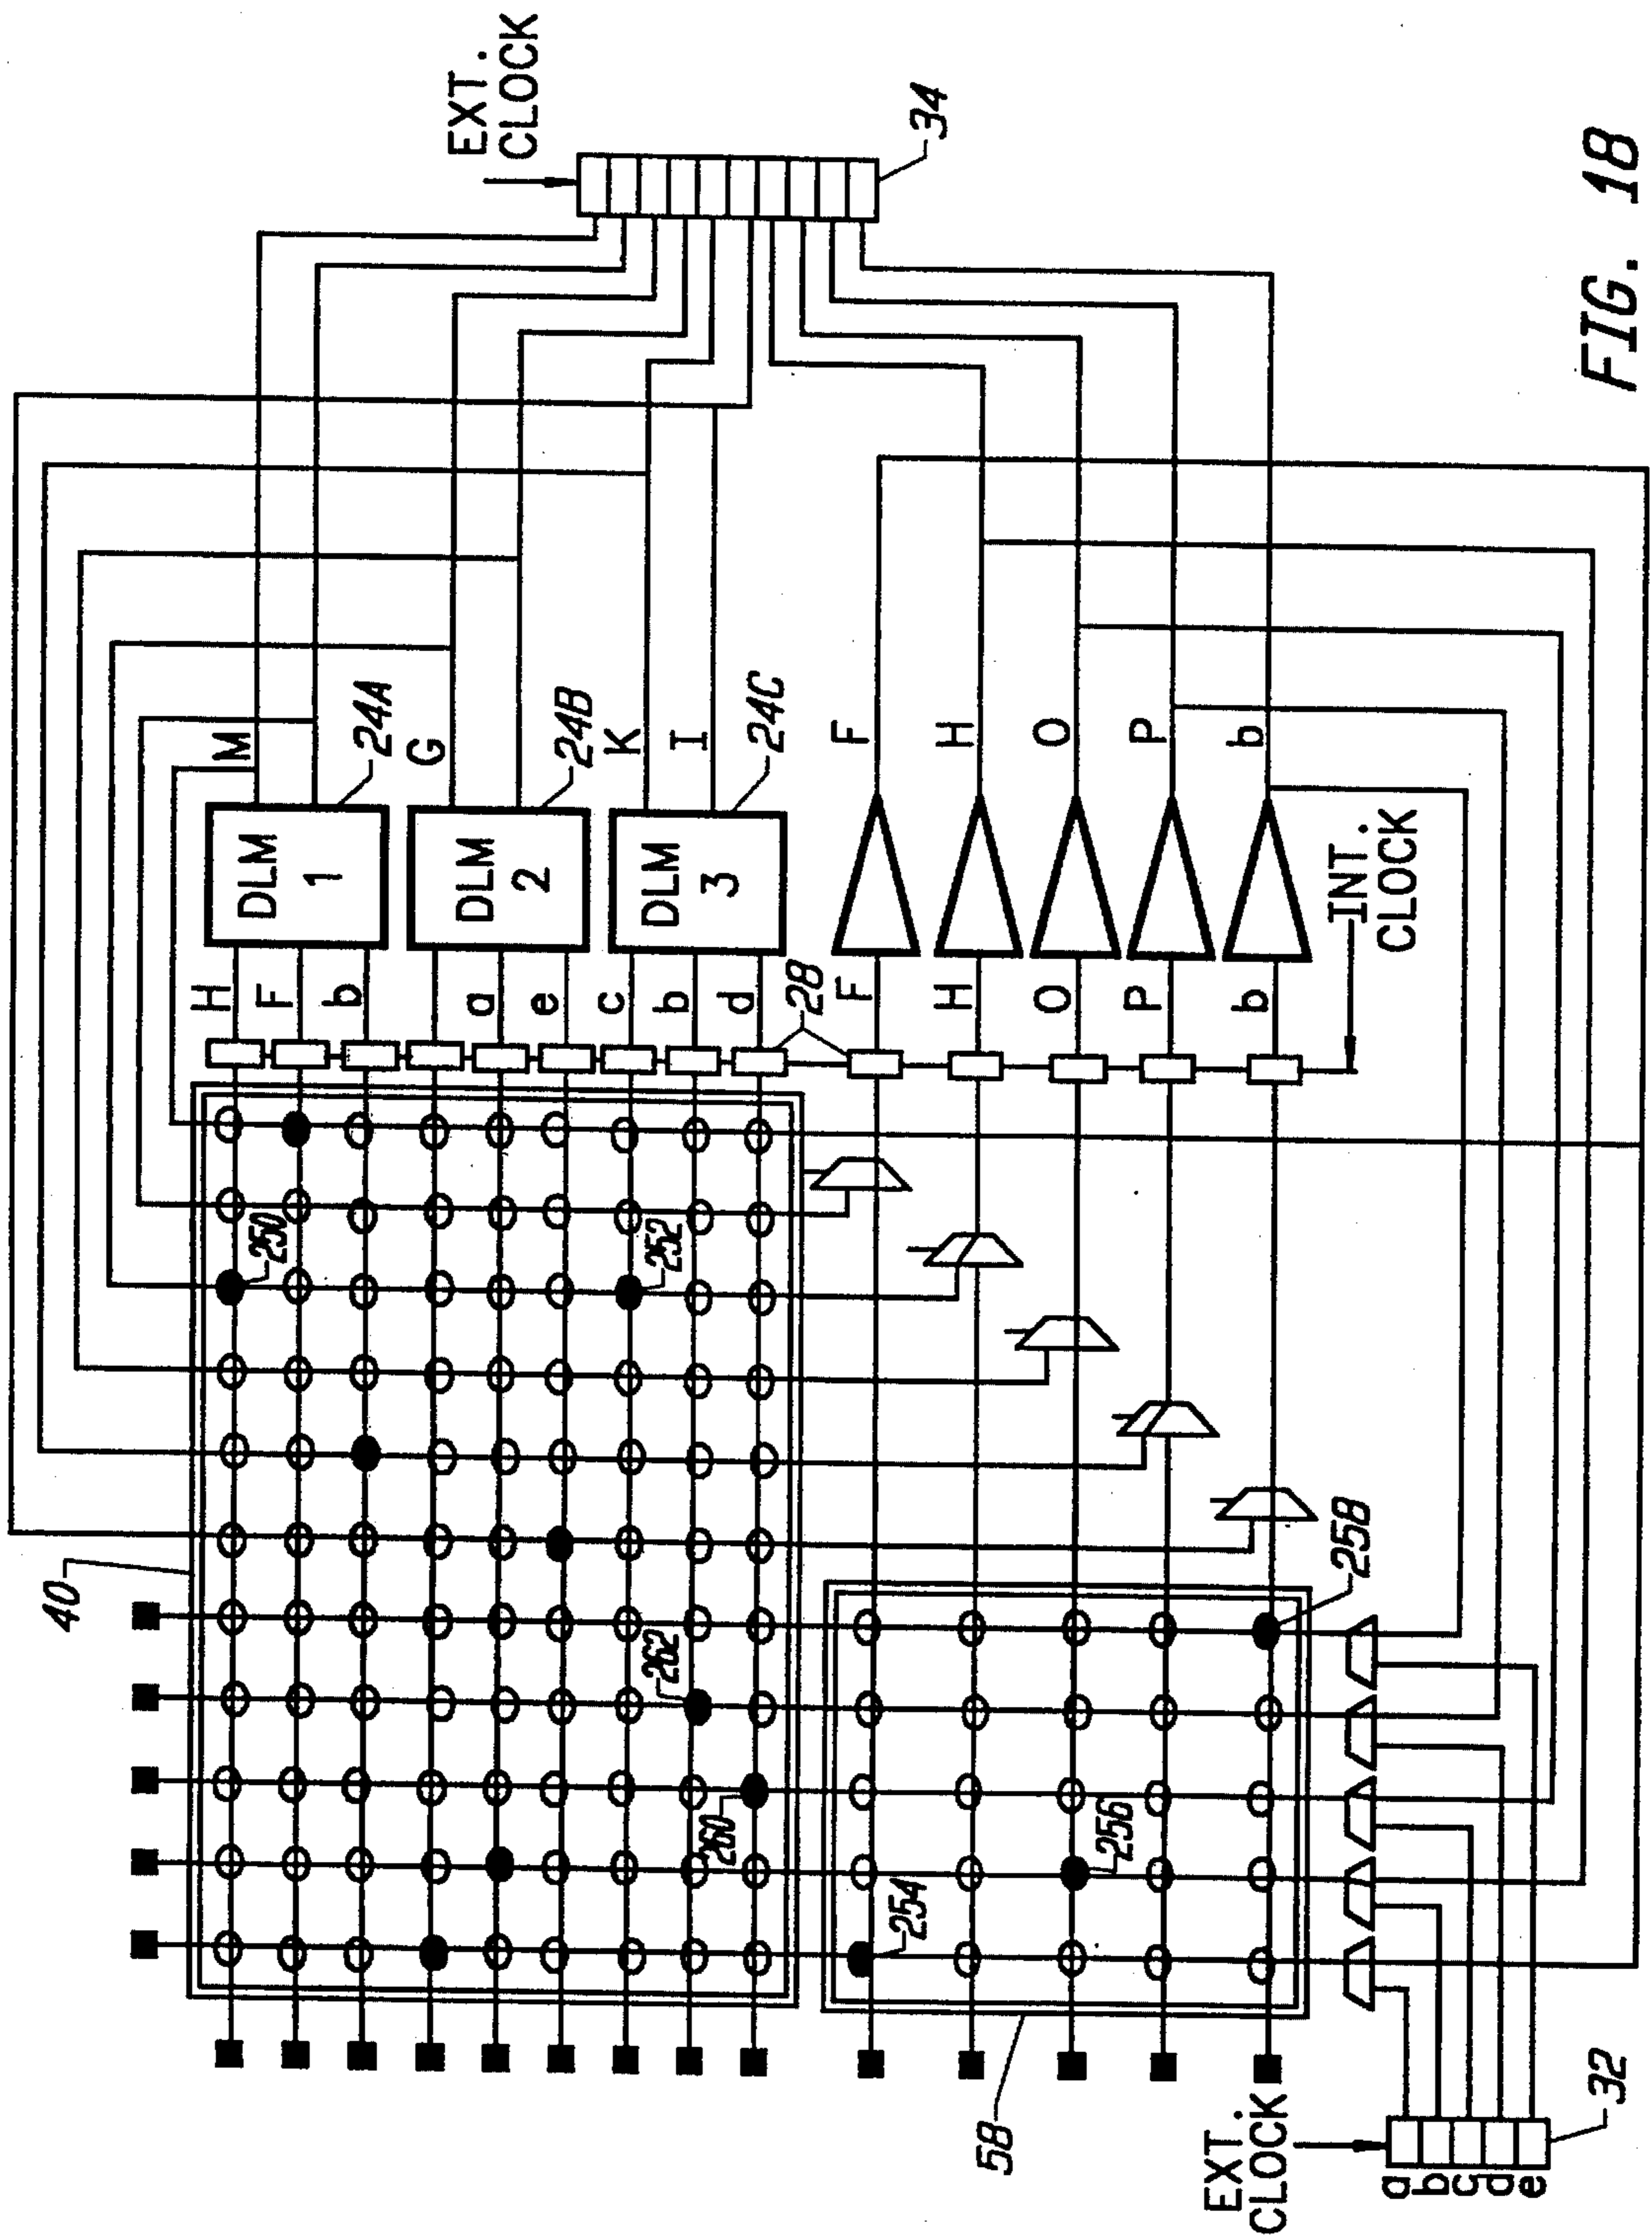 EXT.
CLOCK
34
M
24A
G
24B
K
I
24C
DLM
1
DLM
2
DLM
3
H
F
b
a
e
c
b
d
28
F
H
O
P
b
F
H
O
P
b
INT.
CLOCK
40
250
252
262
260
254
256
258
58
EXT.
CLOCK
a
b
c
d
e
32
FIG. 18